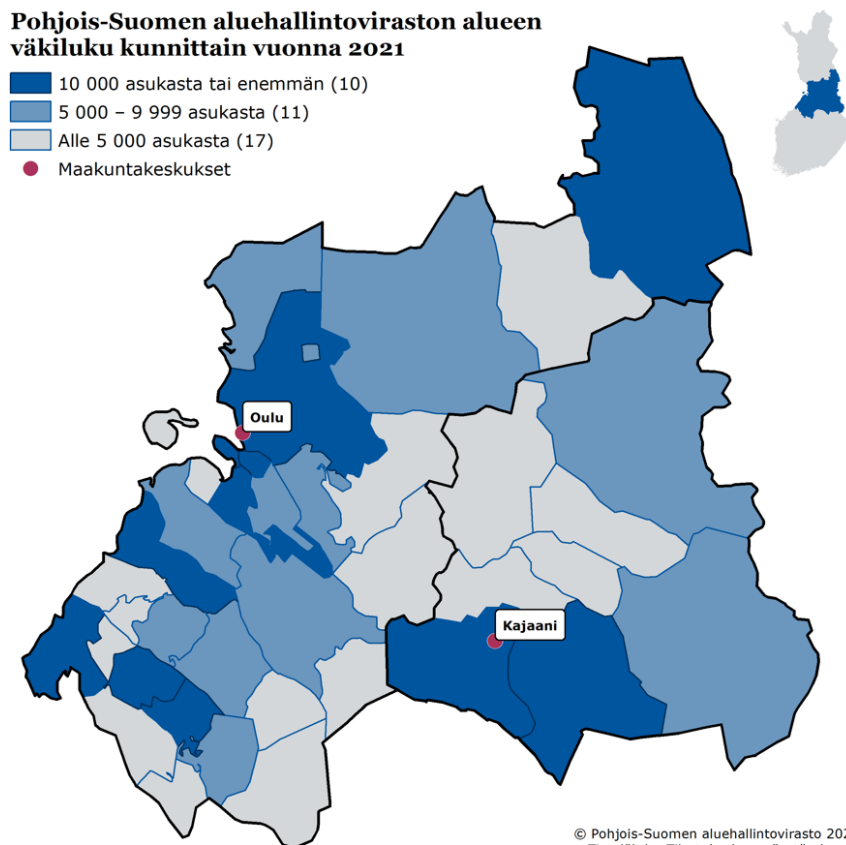 Pohjois-Suomen aluehallintoviraston alueen
väkiluku kunnittain vuonna 2021
10 000 asukasta tai enemmän (10)
5 000 – 9 999 asukasta (11)
Alle 5 000 asukasta (17)
Maakuntakeskukset
Oulu
Kajaani
© Pohjois-Suomen aluehallintovirasto 202